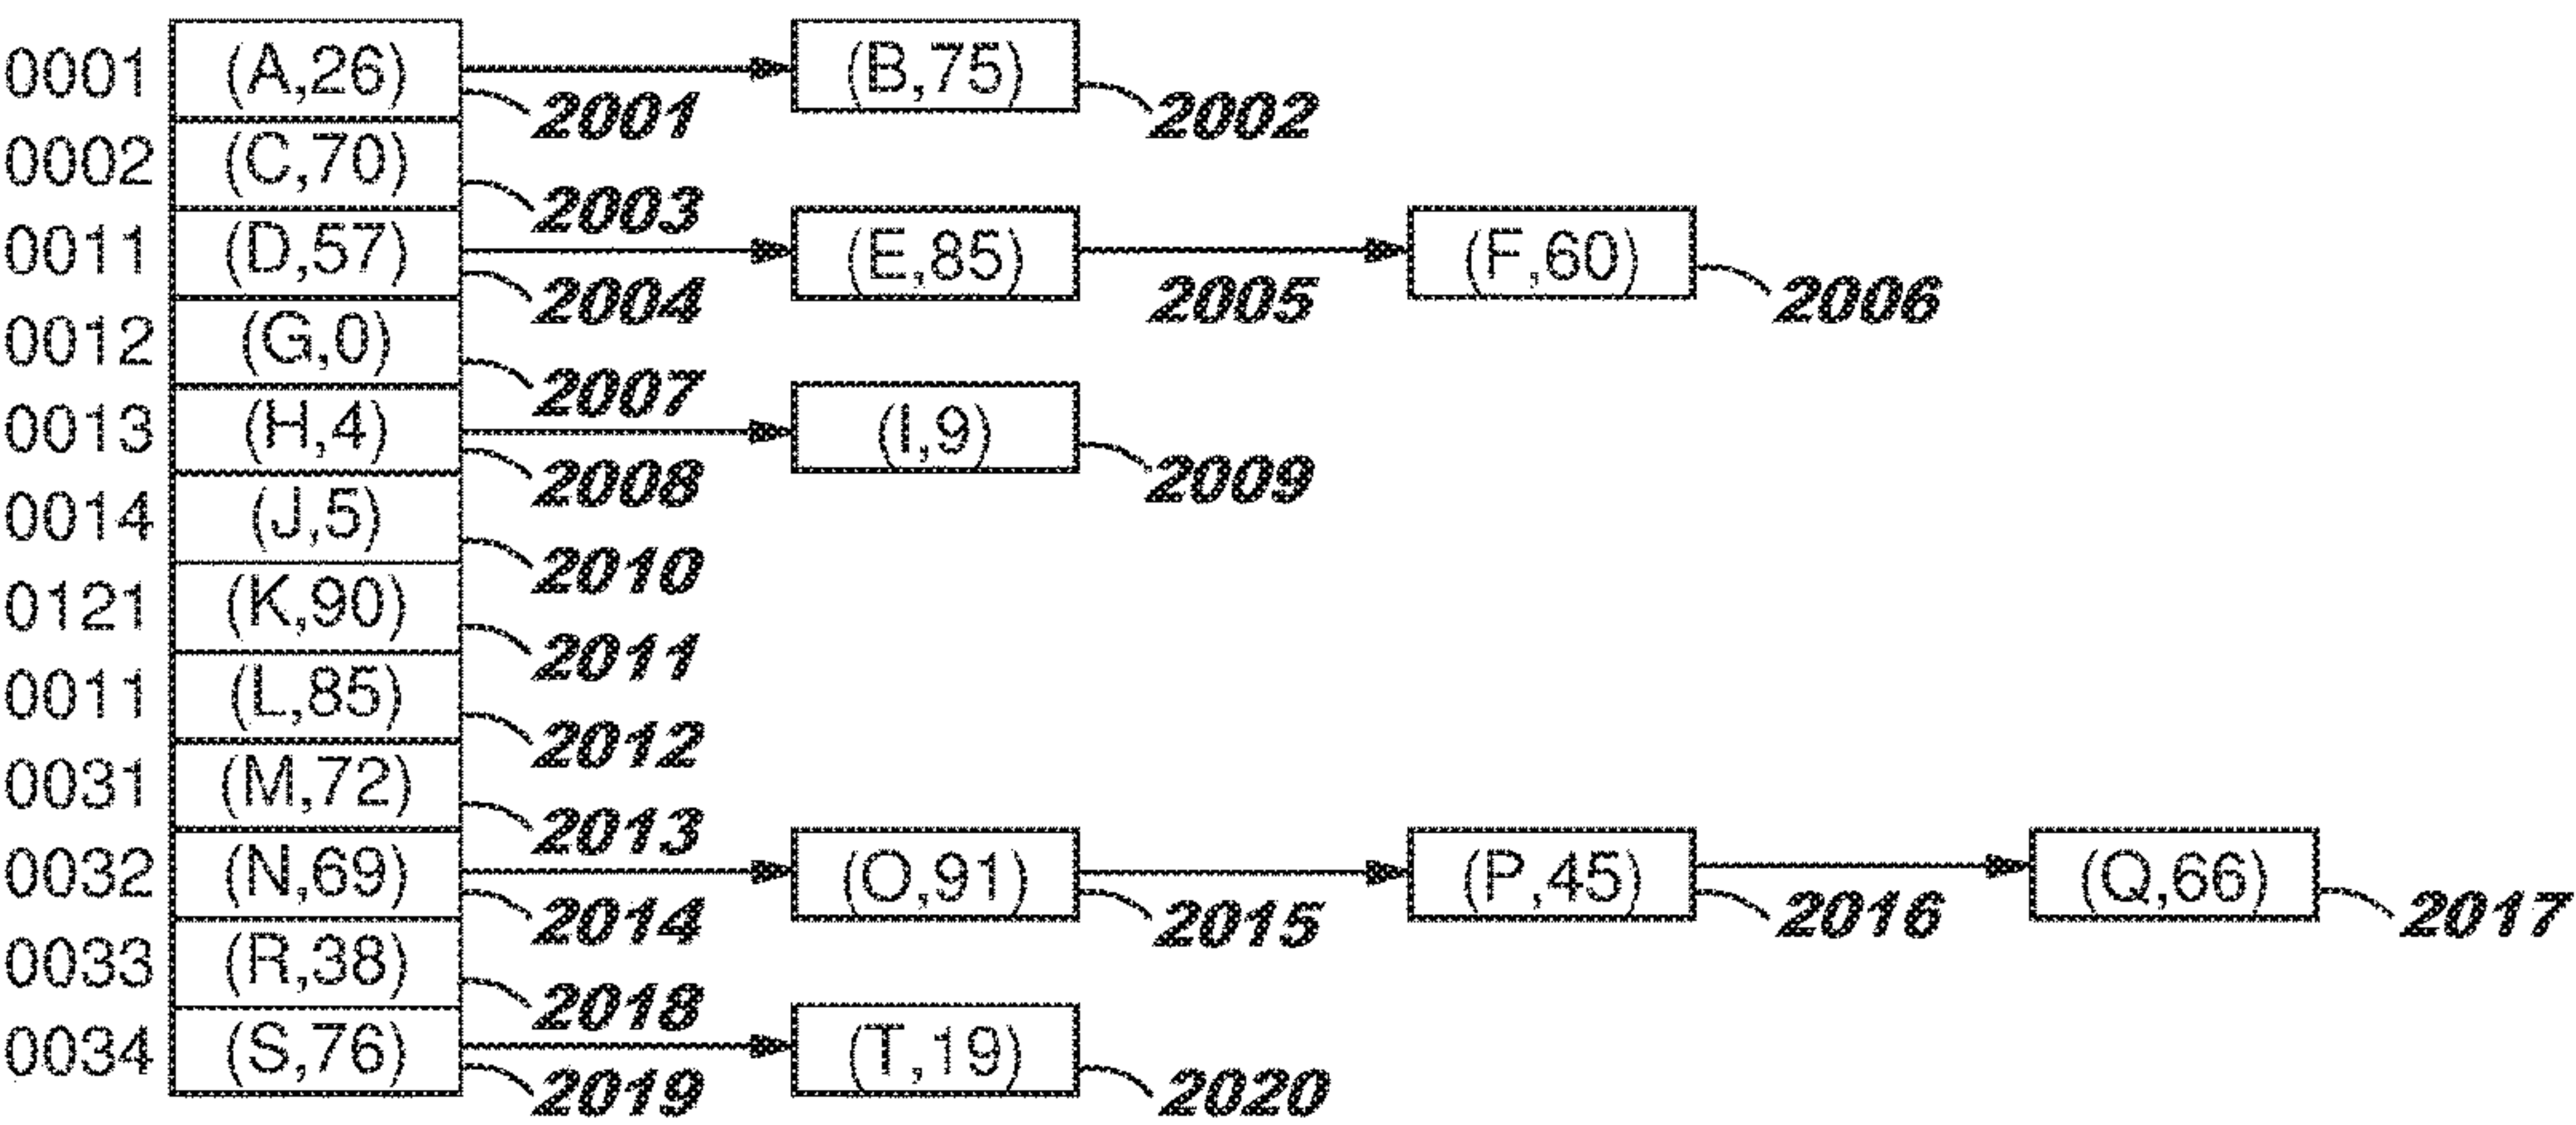 0001 (A,26) (B,75)
2001 2002
0002 (C,70)
2003
0011 (D,57) (E,85) (F,60)
2004 2005 2006
0012 (G,0)
2007
0013 (H,4) (I,9)
2008 2009
0014 (J,5)
2010
0121 (K,90)
2011
0011 (L,85)
2012
0031 (M,72)
2013
0032 (N,69) (O,91) (P,45) (Q,66)
2014 2015 2016 2017
0033 (R,38)
2018
0034 (S,76) (T,19)
2019 2020